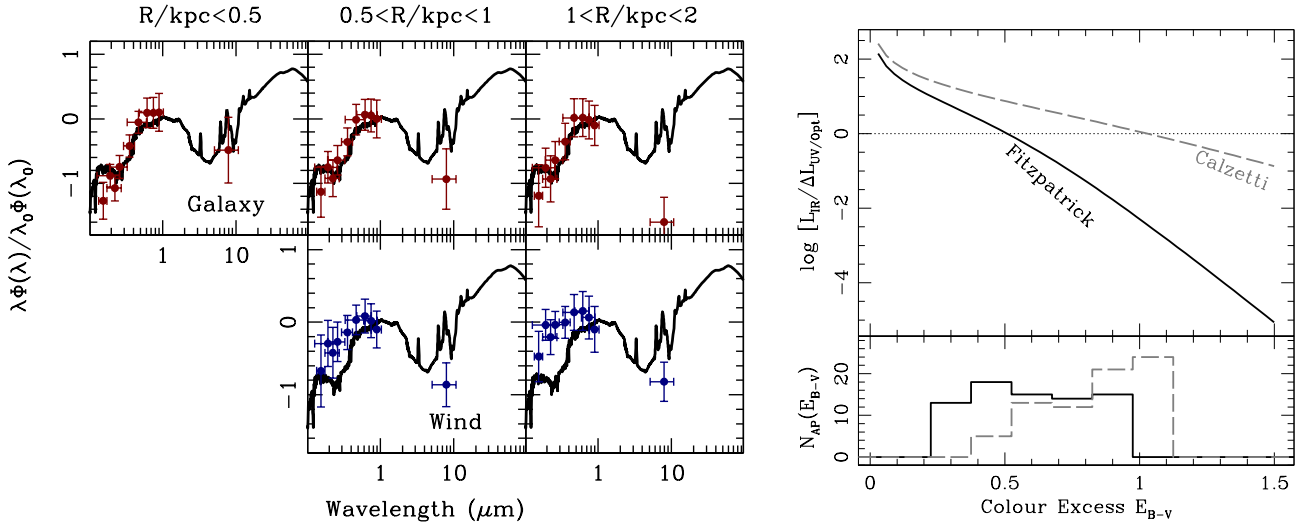 R/kpc<0.5
0.5<R/kpc<1
1<R/kpc<2
λΦ(λ)/λ₀Φ(λ₀)
1
0
−1
Galaxy
1
10
1
0
−1
Wind
1
10
1
10
Wavelength (μm)
log [L_IR/ΔL_UV/Opt]
2
0
−2
−4
Fitzpatrick
Calzetti
N_AP(E_B−V)
20
10
0
0
0.5
1
1.5
Colour Excess E_B−V